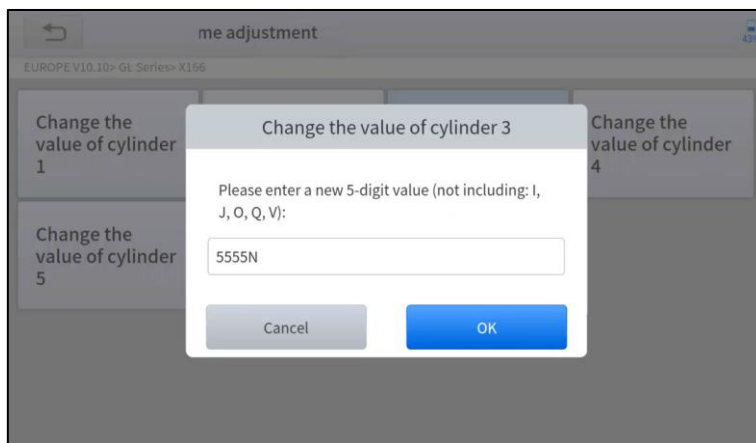 me adjustment
43%
EUROPE V10.10> GL Series> X166
Change the
value of cylinder
1
Change the value of cylinder 3
Change the
value of cylinder
4
Please enter a new 5-digit value (not including: I,
J, O, Q, V):
Change the
value of cylinder
5
5555N
Cancel
OK